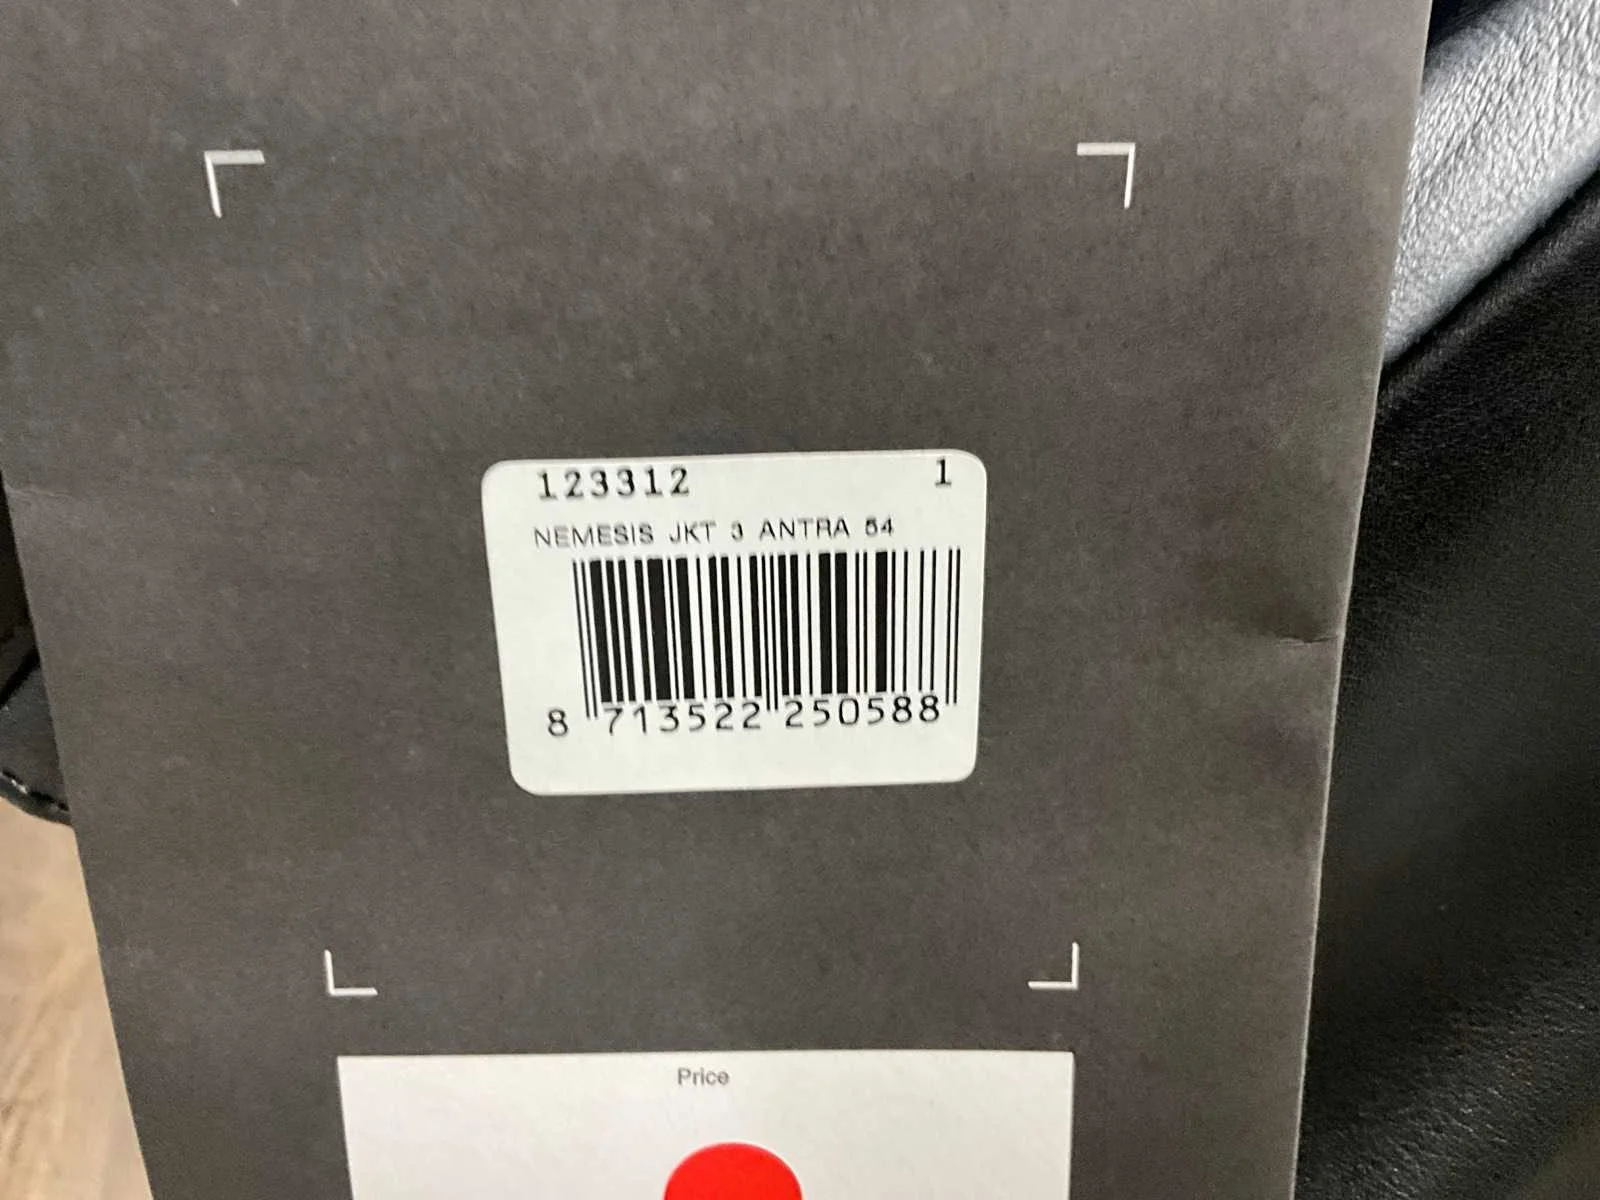 123312 1
NEMESIS JKT 3 ANTRA 54
8 713522 250588
Price